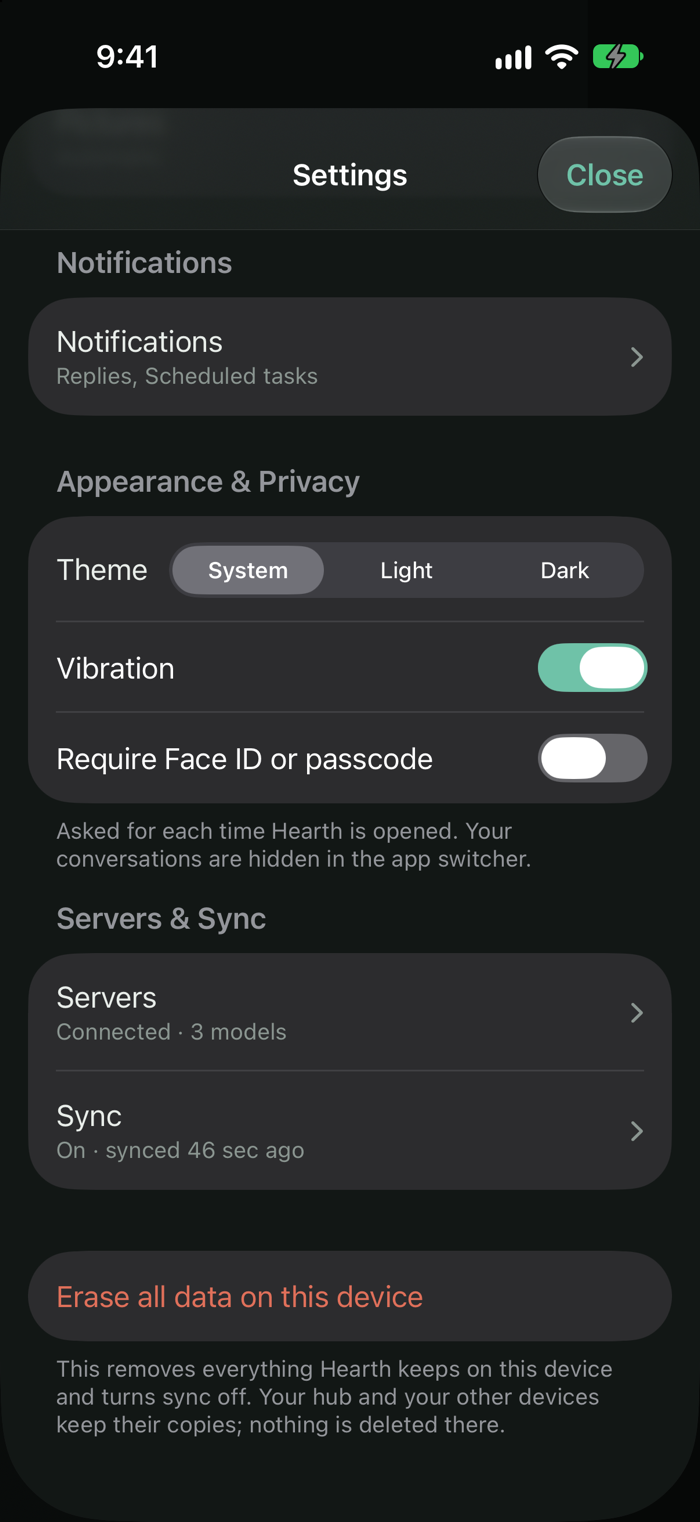 9:41
Settings
Close
Notifications
Notifications
Replies, Scheduled tasks
Appearance & Privacy
Theme System Light Dark
Vibration
Require Face ID or passcode
Asked for each time Hearth is opened. Your
conversations are hidden in the app switcher.
Servers & Sync
Servers
Connected · 3 models
Sync
On · synced 46 sec ago
Erase all data on this device
This removes everything Hearth keeps on this device
and turns sync off. Your hub and your other devices
keep their copies; nothing is deleted there.